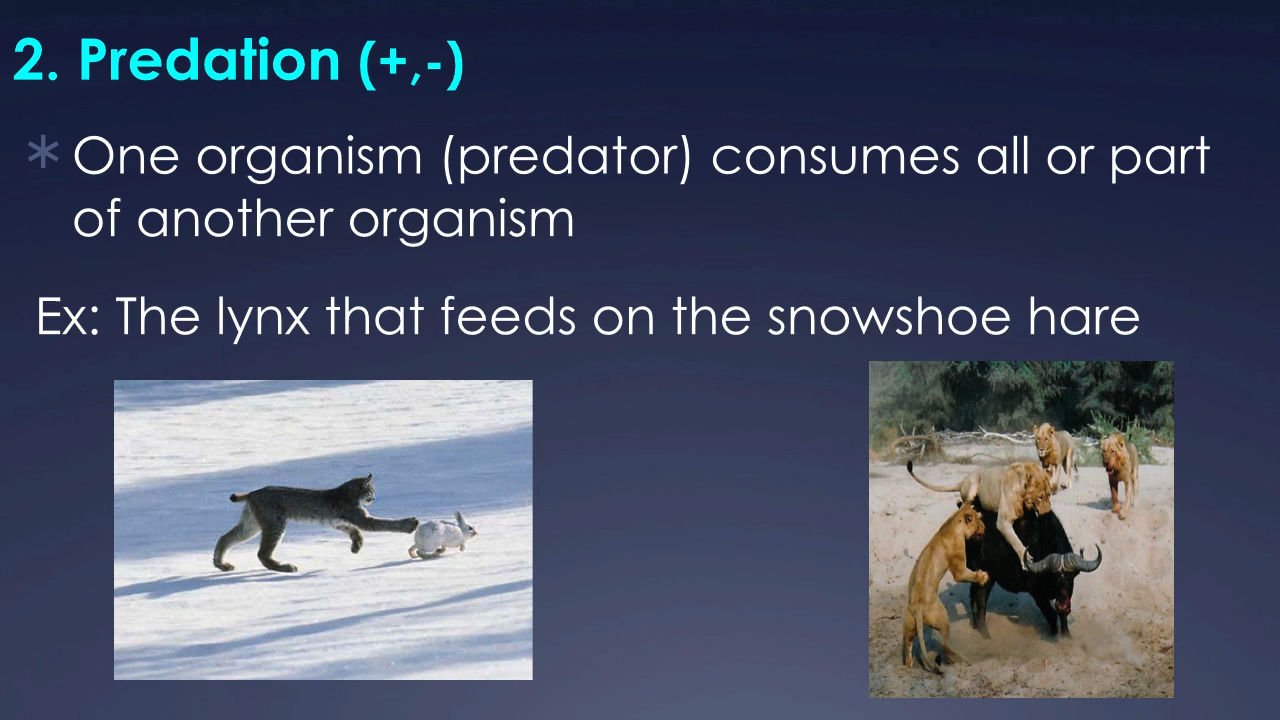 2. Predation (+,-)
* One organism (predator) consumes all or part
of another organism
Ex: The lynx that feeds on the snowshoe hare